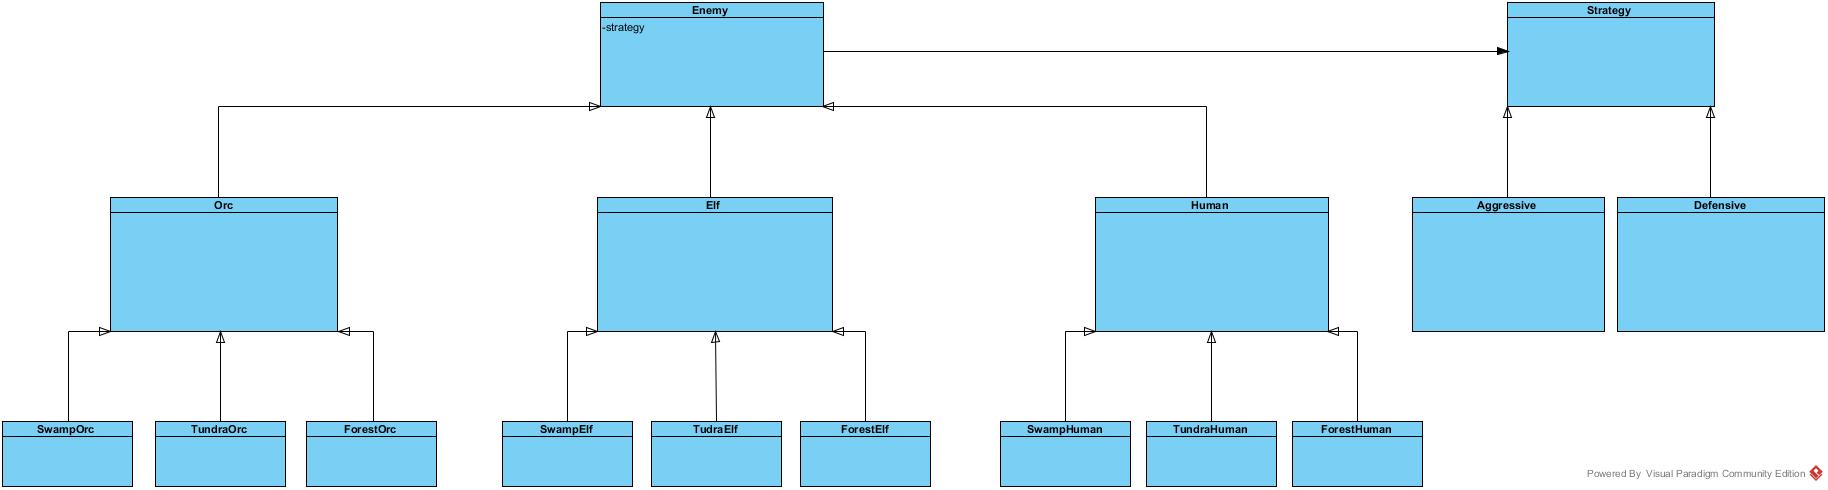 Enemy
Strategy
-strategy
Orc
Elf
Human
Aggressive
Defensive
SwampOrc
TundraOrc
ForestOrc
SwampElf
TudraElf
ForestElf
SwampHuman
TundraHuman
ForestHuman
Powered By Visual Paradigm Community Edition